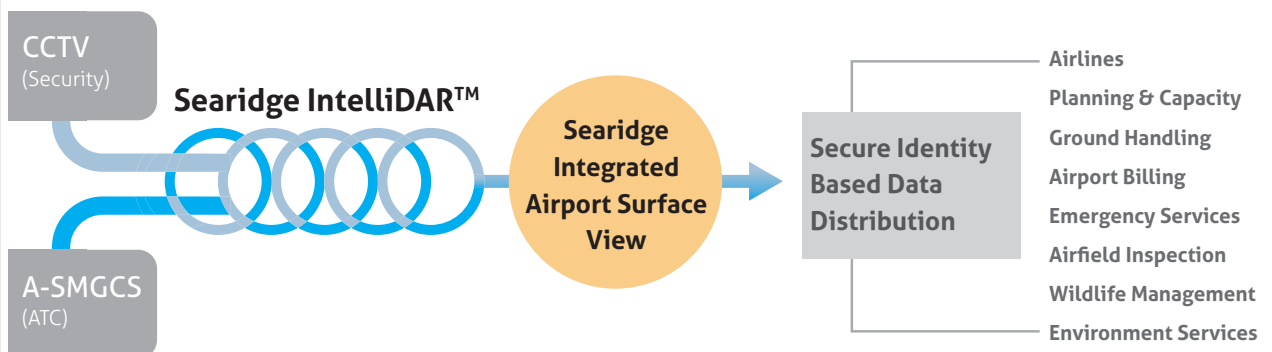 CCTV
(Security)
Searidge IntelliDAR™
A-SMGCS
(ATC)
Searidge
Integrated
Airport Surface
View
Secure Identity
Based Data
Distribution
Airlines
Planning & Capacity
Ground Handling
Airport Billing
Emergency Services
Airfield Inspection
Wildlife Management
Environment Services